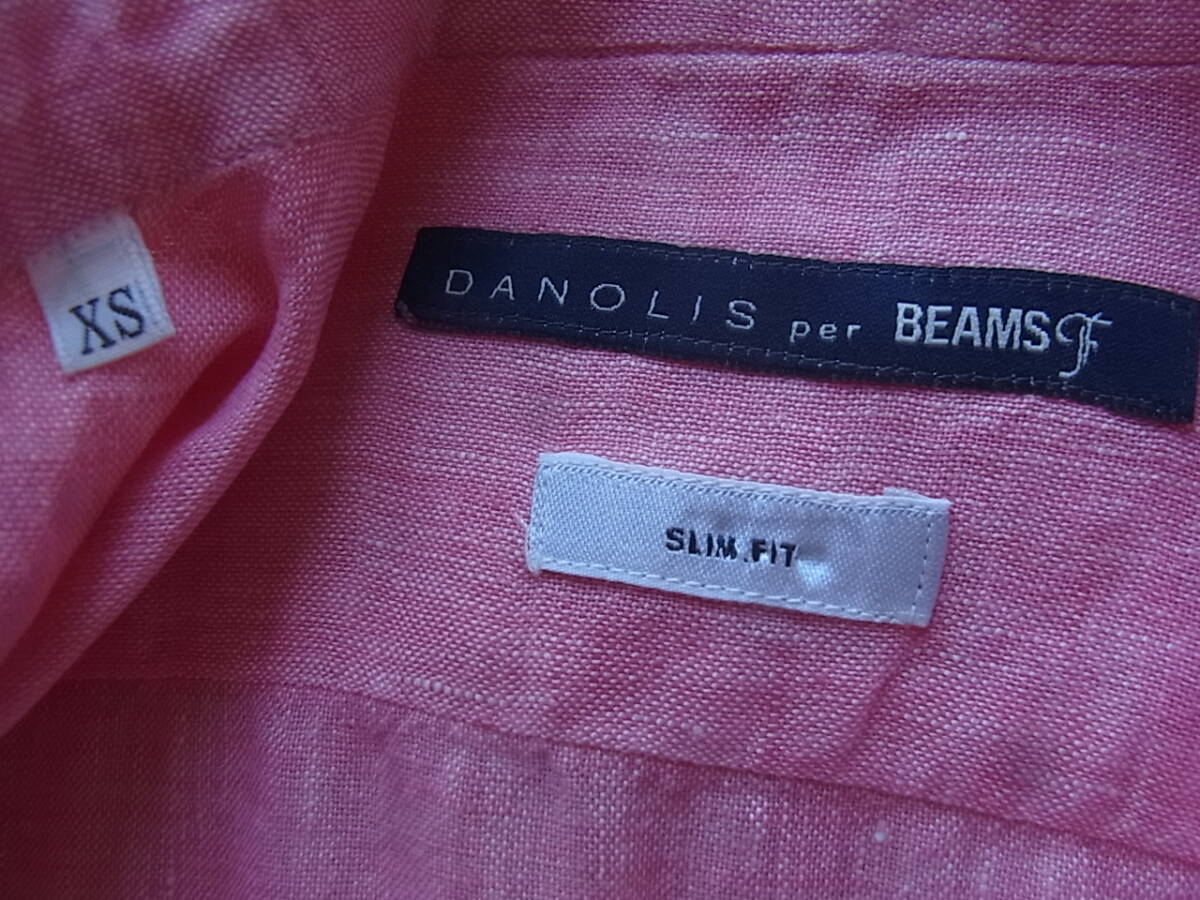 XS
DANOLIS per BEAMS F
SLIM.FIT